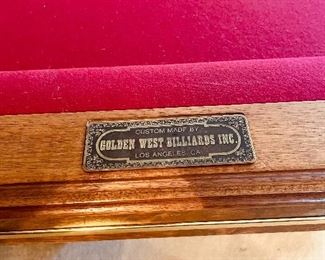 CUSTOM MADE BY
GOLDEN WEST BILLIARDS INC.
LOS ANGELES, CA.